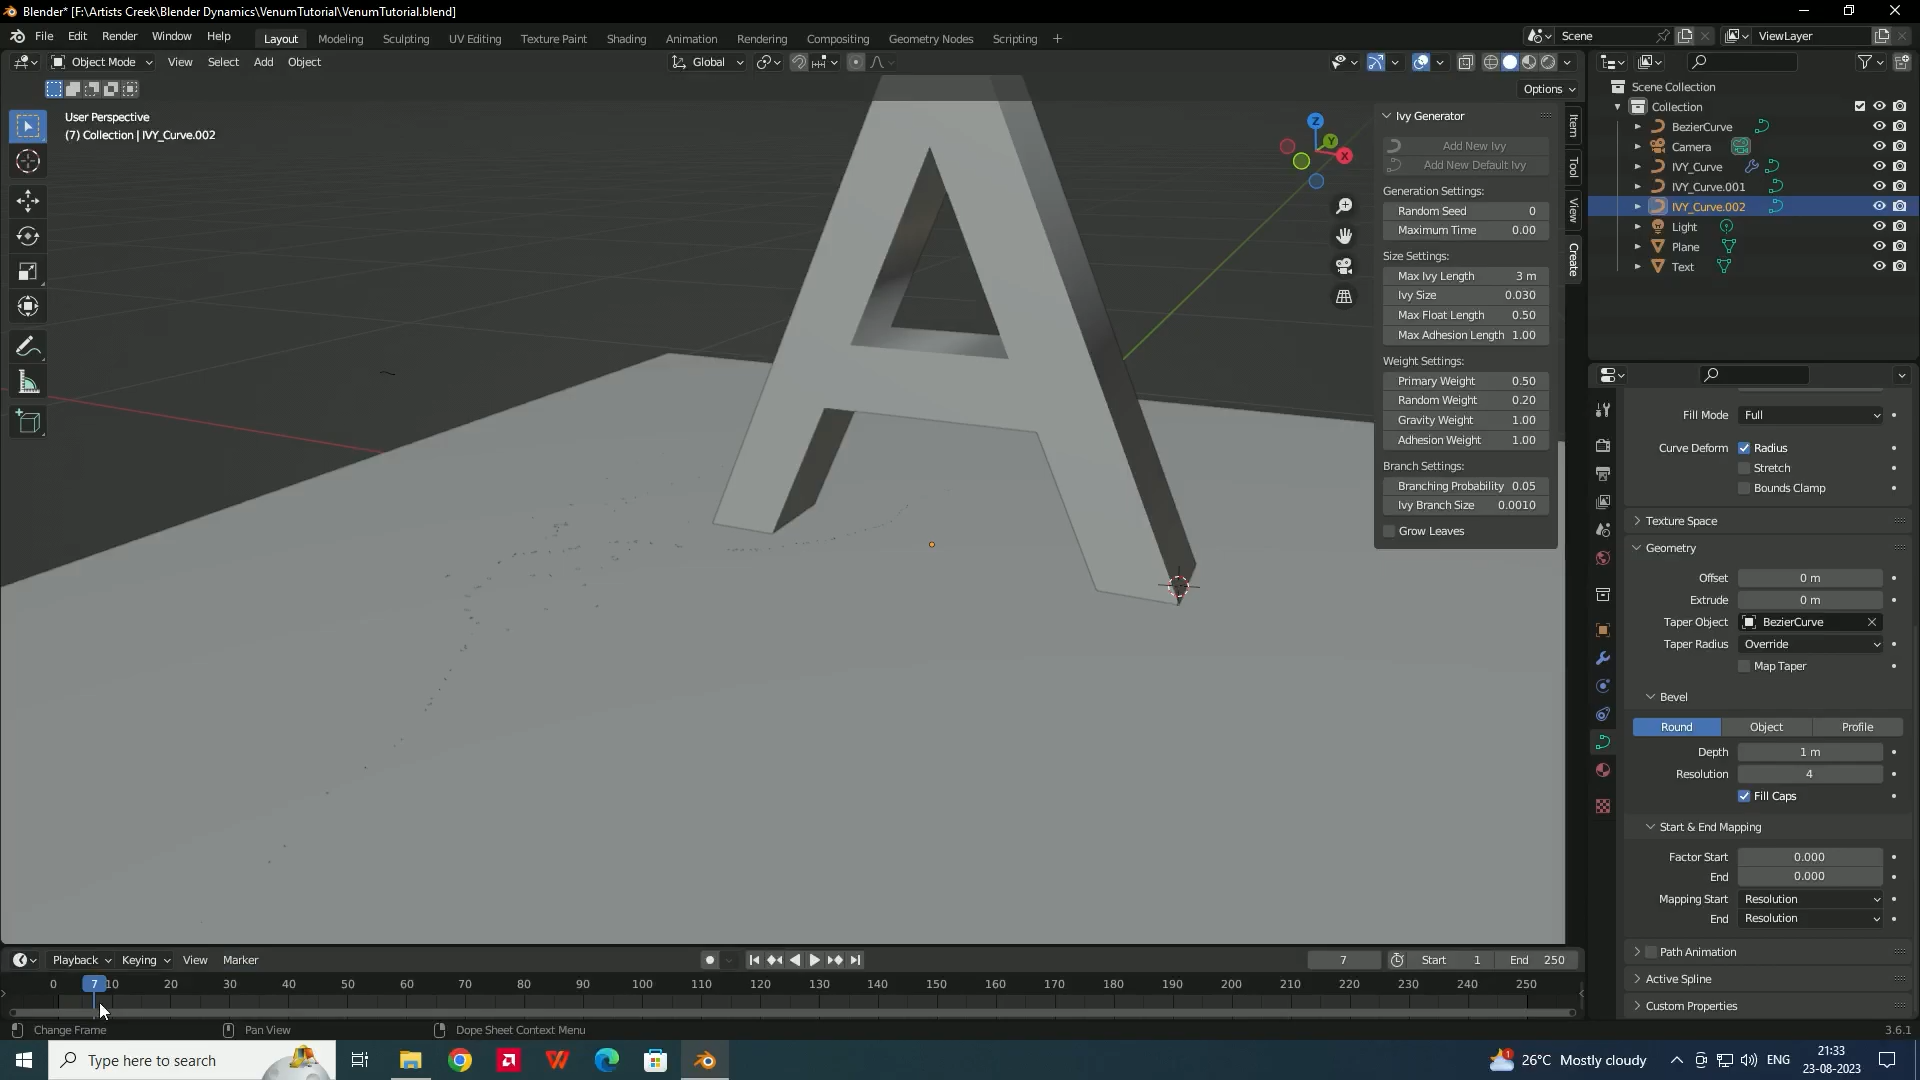 Blender* [F:\Artists Creek\Blender Dynamics\VenumTutorial\VenumTutorial.blend]
File Edit Render Window Help Layout Modeling Sculpting UV Editing Texture Paint Shading Animation Rendering Compositing Geometry Nodes Scripting + Scene ViewLayer
Object Mode View Select Add Object Global
Options
User Perspective
(7) Collection | IVY_Curve.002
Z
Y
X
Ivy Generator
Add New Ivy
Add New Default Ivy
Generation Settings:
Random Seed 0
Maximum Time 0.00
Size Settings:
Max Ivy Length 3 m
Ivy Size 0.030
Max Float Length 0.50
Max Adhesion Length 1.00
Weight Settings:
Primary Weight 0.50
Random Weight 0.20
Gravity Weight 1.00
Adhesion Weight 1.00
Branch Settings:
Branching Probability 0.05
Ivy Branch Size 0.0010
Grow Leaves
Item
Tool
View
Create
A
Scene Collection
Collection
BezierCurve
Camera
IVY_Curve
IVY_Curve.001
IVY_Curve.002
Light
Plane
Text
Fill Mode Full
Curve Deform Radius
Stretch
Bounds Clamp
Texture Space
Geometry
Offset 0 m
Extrude 0 m
Taper Object BezierCurve
Taper Radius Override
Map Taper
Bevel
Round Object Profile
Depth 1 m
Resolution 4
Fill Caps
Start & End Mapping
Factor Start 0.000
End 0.000
Mapping Start Resolution
End Resolution
Path Animation
Active Spline
Custom Properties
Playback Keying View Marker 7 Start 1 End 250
0 7 10 20 30 40 50 60 70 80 90 100 110 120 130 140 150 160 170 180 190 200 210 220 230 240 250
Change Frame Pan View Dope Sheet Context Menu 3.6.1
Type here to search 1 26°C Mostly cloudy ENG 21:33
23-08-2023